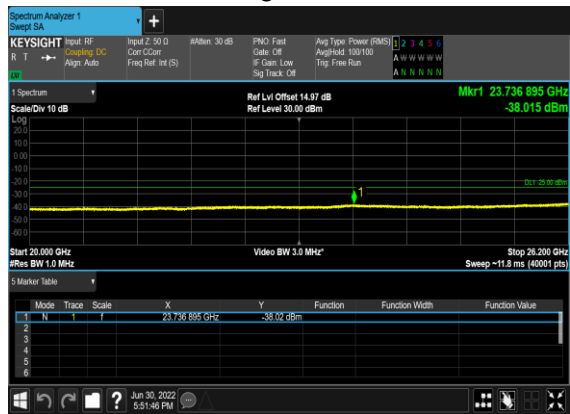 Spectrum Analyzer 1
Swept SA
+
KEYSIGHT Input: RF Input Z: 50 Ω #Atten: 30 dB PNO: Fast Avg Type: Power (RMS) 1 2 3 4 5 6
R T Coupling: DC Corr CCorr Gate: Off Avg|Hold: 100/100 A W W W W W
Align: Auto Freq Ref: Int (S) IF Gain: Low Trig: Free Run
Sig Track: Off A N N N N N
LW
1 Spectrum Ref Lvl Offset 14.97 dB Mkr1 23.736 895 GHz
Scale/Div 10 dB Ref Level 30.00 dBm -38.015 dBm
Log
20.0
10.0
0.00
-10.0
-20.0
DL1 -25.00 dBm
-30.0
1
-40.0
-50.0
-60.0
Start 20.000 GHz Video BW 3.0 MHz* Stop 26.200 GHz
#Res BW 1.0 MHz Sweep ~11.8 ms (40001 pts)
5 Marker Table
Mode Trace Scale X Y Function Function Width Function Value
1 N 1 f 23.736 895 GHz -38.02 dBm
2
3
4
5
6
? Jun 30, 2022
5:51:46 PM